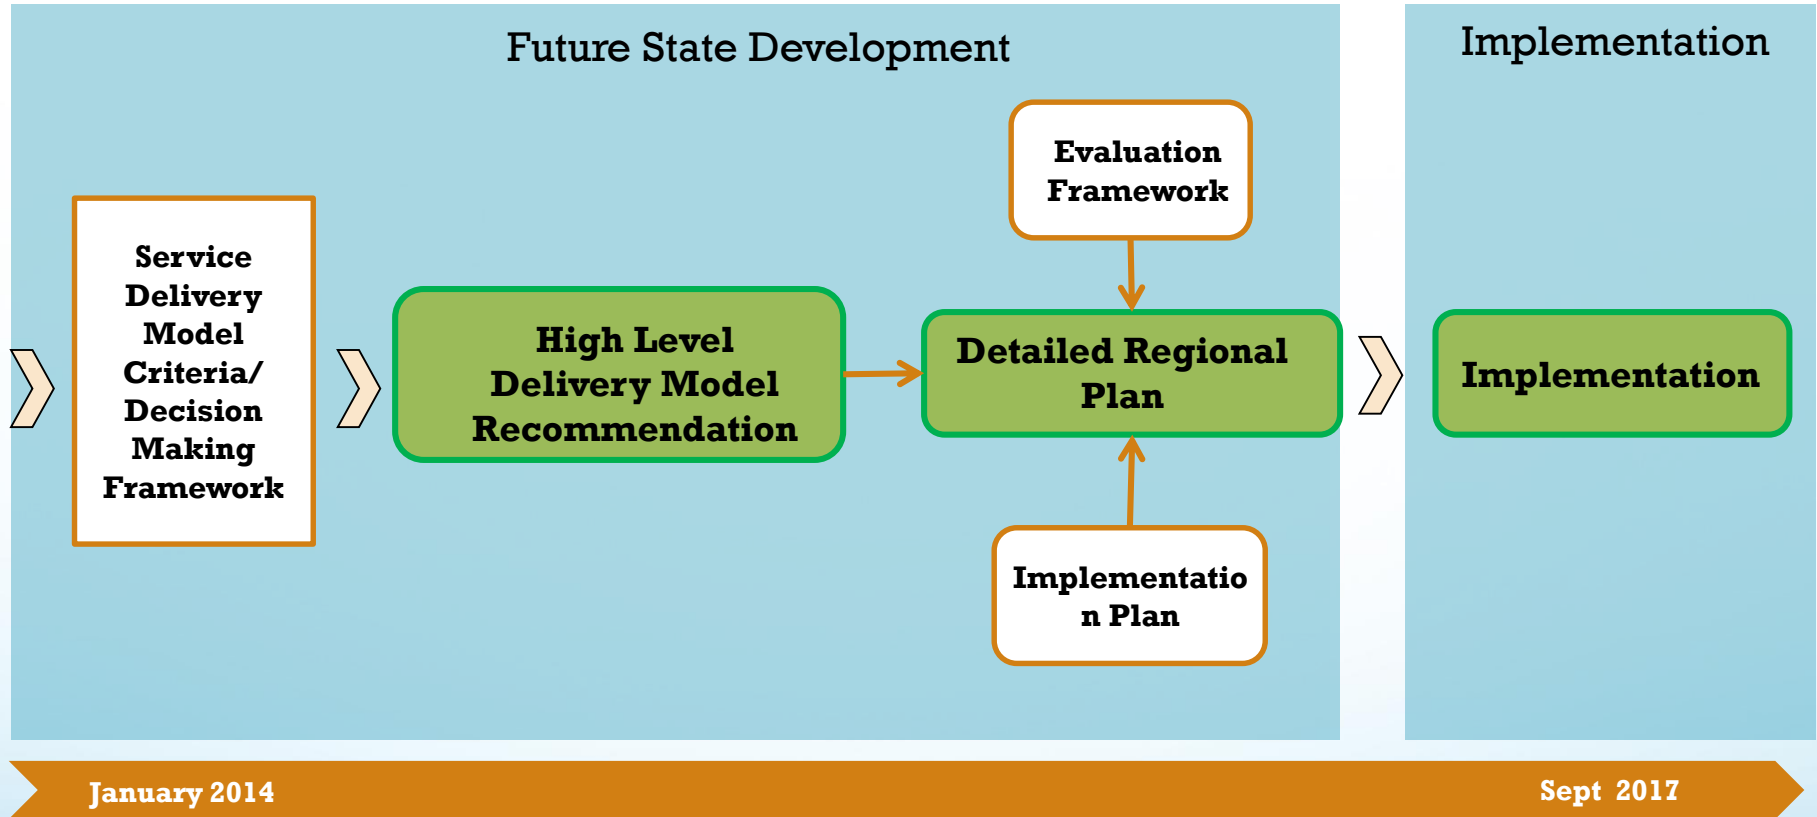 Future State Development
Implementation
Evaluation
Framework
Service
Delivery
Model
Criteria/
Decision
Making
Framework
High Level
Delivery Model
Recommendation
Detailed Regional
Plan
Implementation
Implementatio
n Plan
January 2014
Sept 2017